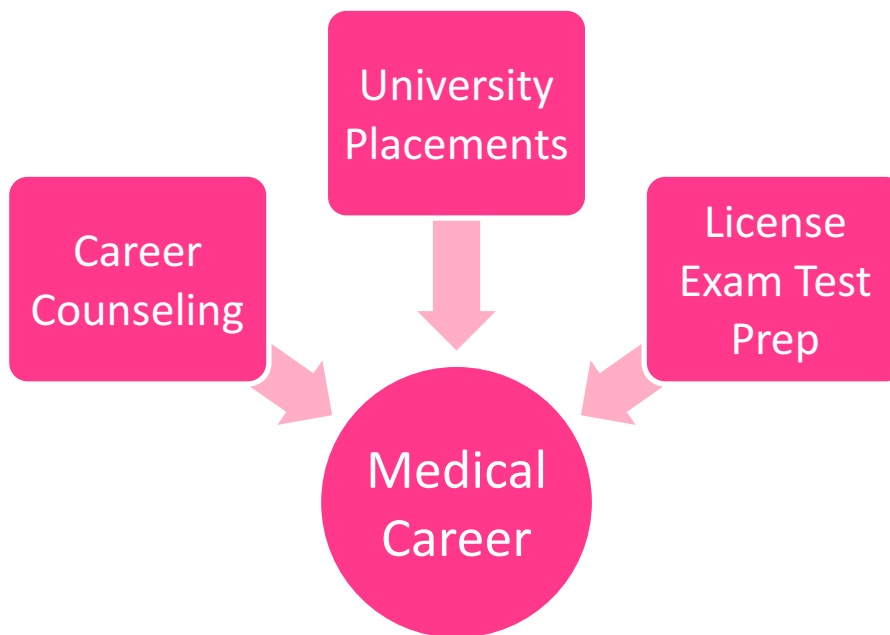 University
Placements
Career
Counseling
License
Exam Test
Prep
Medical
Career